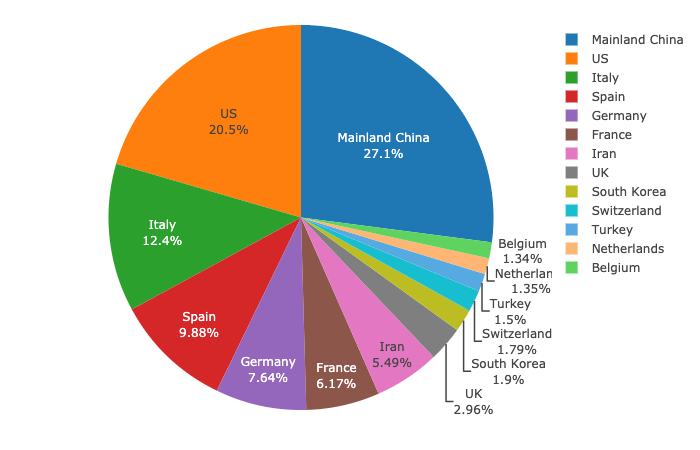 US
20.5%
Mainland China
27.1%
Italy
12.4%
Spain
9.88%
Germany
7.64%
France
6.17%
Iran
5.49%
UK
2.96%
South Korea
1.9%
Switzerland
1.79%
Turkey
1.5%
Netherlan
1.35%
Belgium
1.34%
Mainland China
US
Italy
Spain
Germany
France
Iran
UK
South Korea
Switzerland
Turkey
Netherlands
Belgium